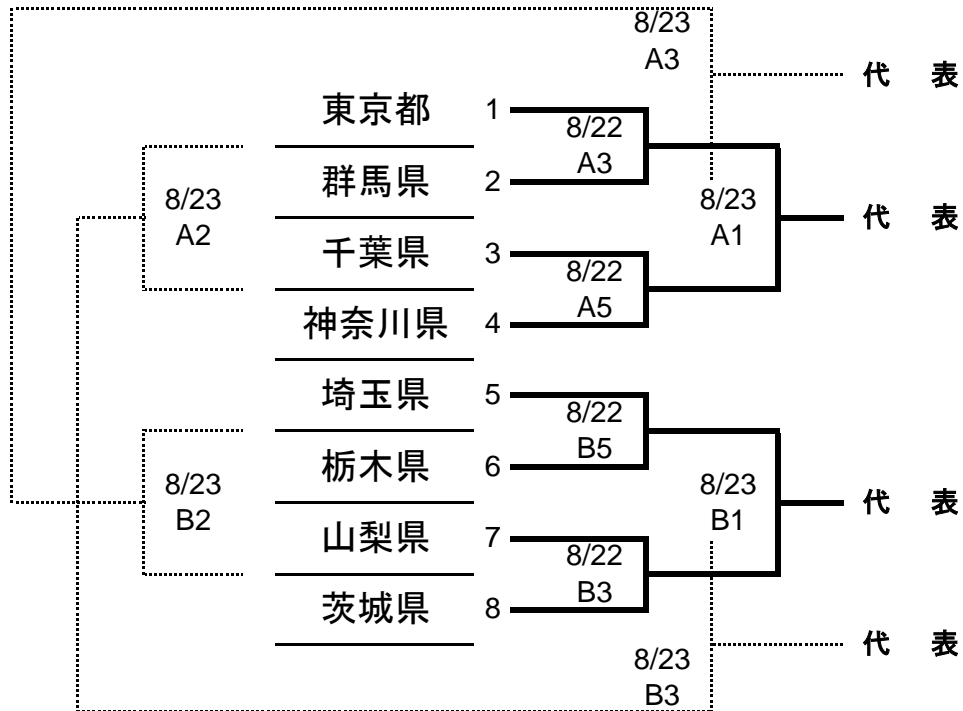 8/23
A3
代 表
東京都 1
8/22
A3
群馬県 2
8/23
A2
8/23
A1
代 表
千葉県 3
8/22
A5
神奈川県 4
埼玉県 5
8/22
B5
栃木県 6
8/23
B2
8/23
B1
代 表
山梨県 7
8/22
B3
茨城県 8
代 表
8/23
B3